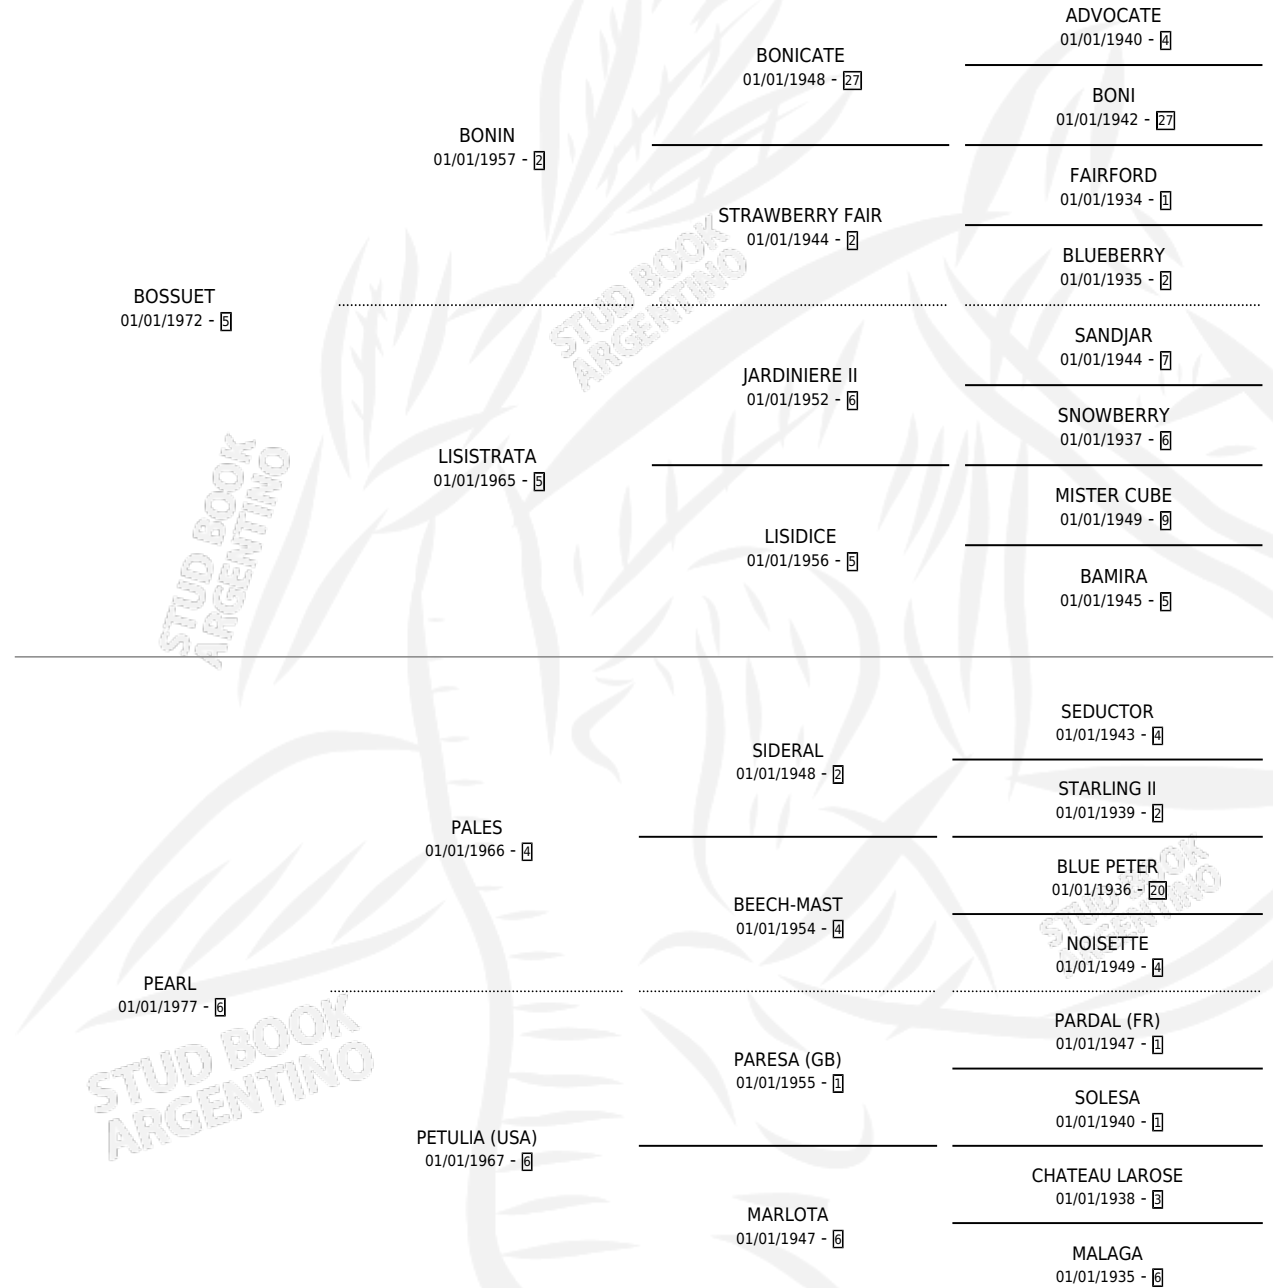 ADVOCATE
01/01/1940 - 4
BONICATE
01/01/1948 - 27
BONI
01/01/1942 - 27
BONIN
01/01/1957 - 2
FAIRFORD
01/01/1934 - 1
STRAWBERRY FAIR
01/01/1944 - 2
BLUEBERRY
01/01/1935 - 2
BOSSUET
01/01/1972 - 5
STUD BOOK
ARGENTINO
SANDJAR
01/01/1944 - 7
JARDINIERE II
01/01/1952 - 6
SNOWBERRY
01/01/1937 - 6
LISISTRATA
01/01/1965 - 5
MISTER CUBE
01/01/1949 - 9
LISIDICE
01/01/1956 - 5
BAMIRA
01/01/1945 - 5
STUD BOOK
ARGENTINO
SEDUCTOR
01/01/1943 - 4
SIDERAL
01/01/1948 - 2
STARLING II
01/01/1939 - 2
PALES
01/01/1966 - 4
BLUE PETER
01/01/1936 - 20
BEECH-MAST
01/01/1954 - 4
NOISETTE
01/01/1949 - 4
STUD BOOK
ARGENTINO
PEARL
01/01/1977 - 6
STUD BOOK
ARGENTINO
PARDAL (FR)
01/01/1947 - 1
PARESA (GB)
01/01/1955 - 1
SOLESA
01/01/1940 - 1
PETULIA (USA)
01/01/1967 - 6
CHATEAU LAROSE
01/01/1938 - 3
MARLOTA
01/01/1947 - 6
MALAGA
01/01/1935 - 6